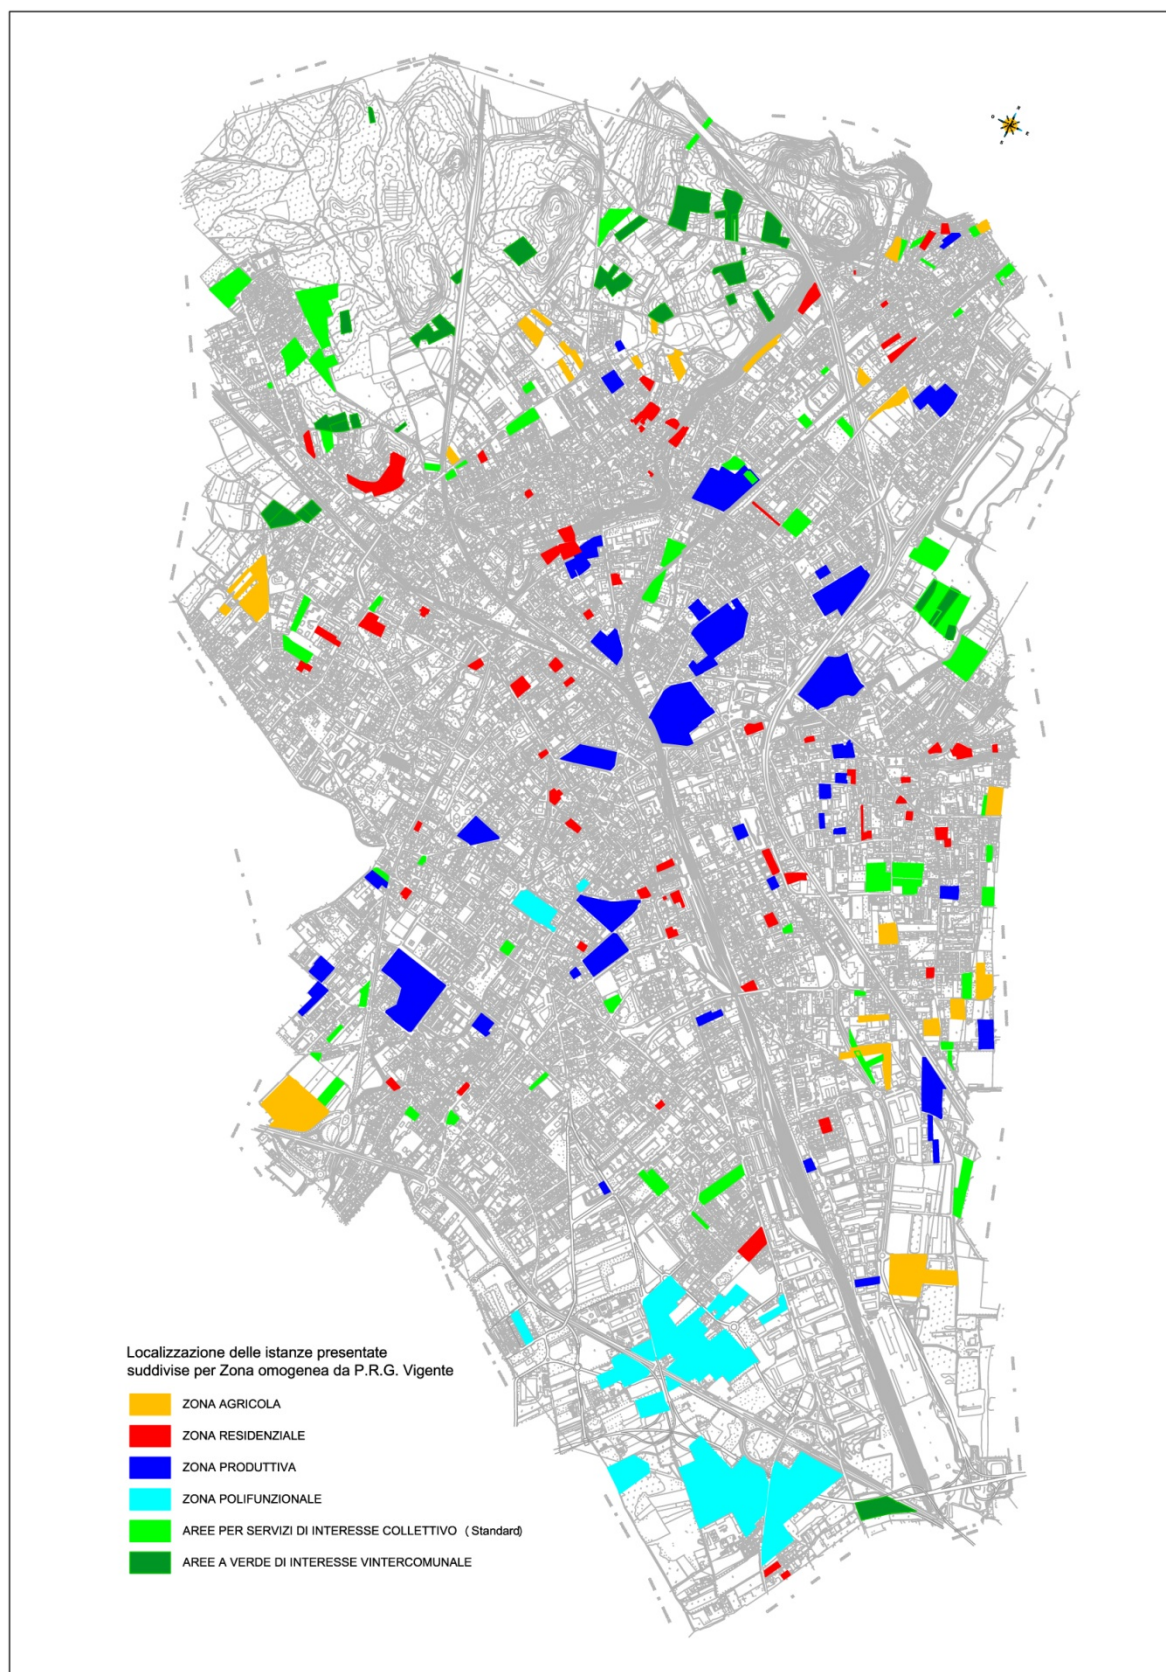 Localizzazione delle istanze presentate
suddivise per Zona omogenea da P.R.G. Vigente
ZONA AGRICOLA
ZONA RESIDENZIALE
ZONA PRODUTTIVA
ZONA POLIFUNZIONALE
AREE PER SERVIZI DI INTERESSE COLLETTIVO ( Standard)
AREE A VERDE DI INTERESSE VINTERCOMUNALE